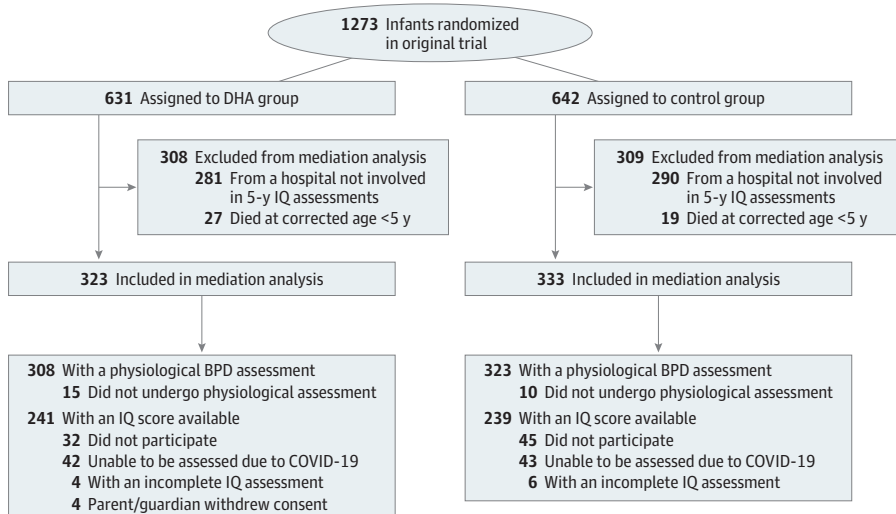 1273 Infants randomized
in original trial
631 Assigned to DHA group
642 Assigned to control group
308 Excluded from mediation analysis
281 From a hospital not involved
in 5-y IQ assessments
27 Died at corrected age <5 y
309 Excluded from mediation analysis
290 From a hospital not involved
in 5-y IQ assessments
19 Died at corrected age <5 y
323 Included in mediation analysis
333 Included in mediation analysis
308 With a physiological BPD assessment
15 Did not undergo physiological assessment
241 With an IQ score available
32 Did not participate
42 Unable to be assessed due to COVID-19
4 With an incomplete IQ assessment
4 Parent/guardian withdrew consent
323 With a physiological BPD assessment
10 Did not undergo physiological assessment
239 With an IQ score available
45 Did not participate
43 Unable to be assessed due to COVID-19
6 With an incomplete IQ assessment